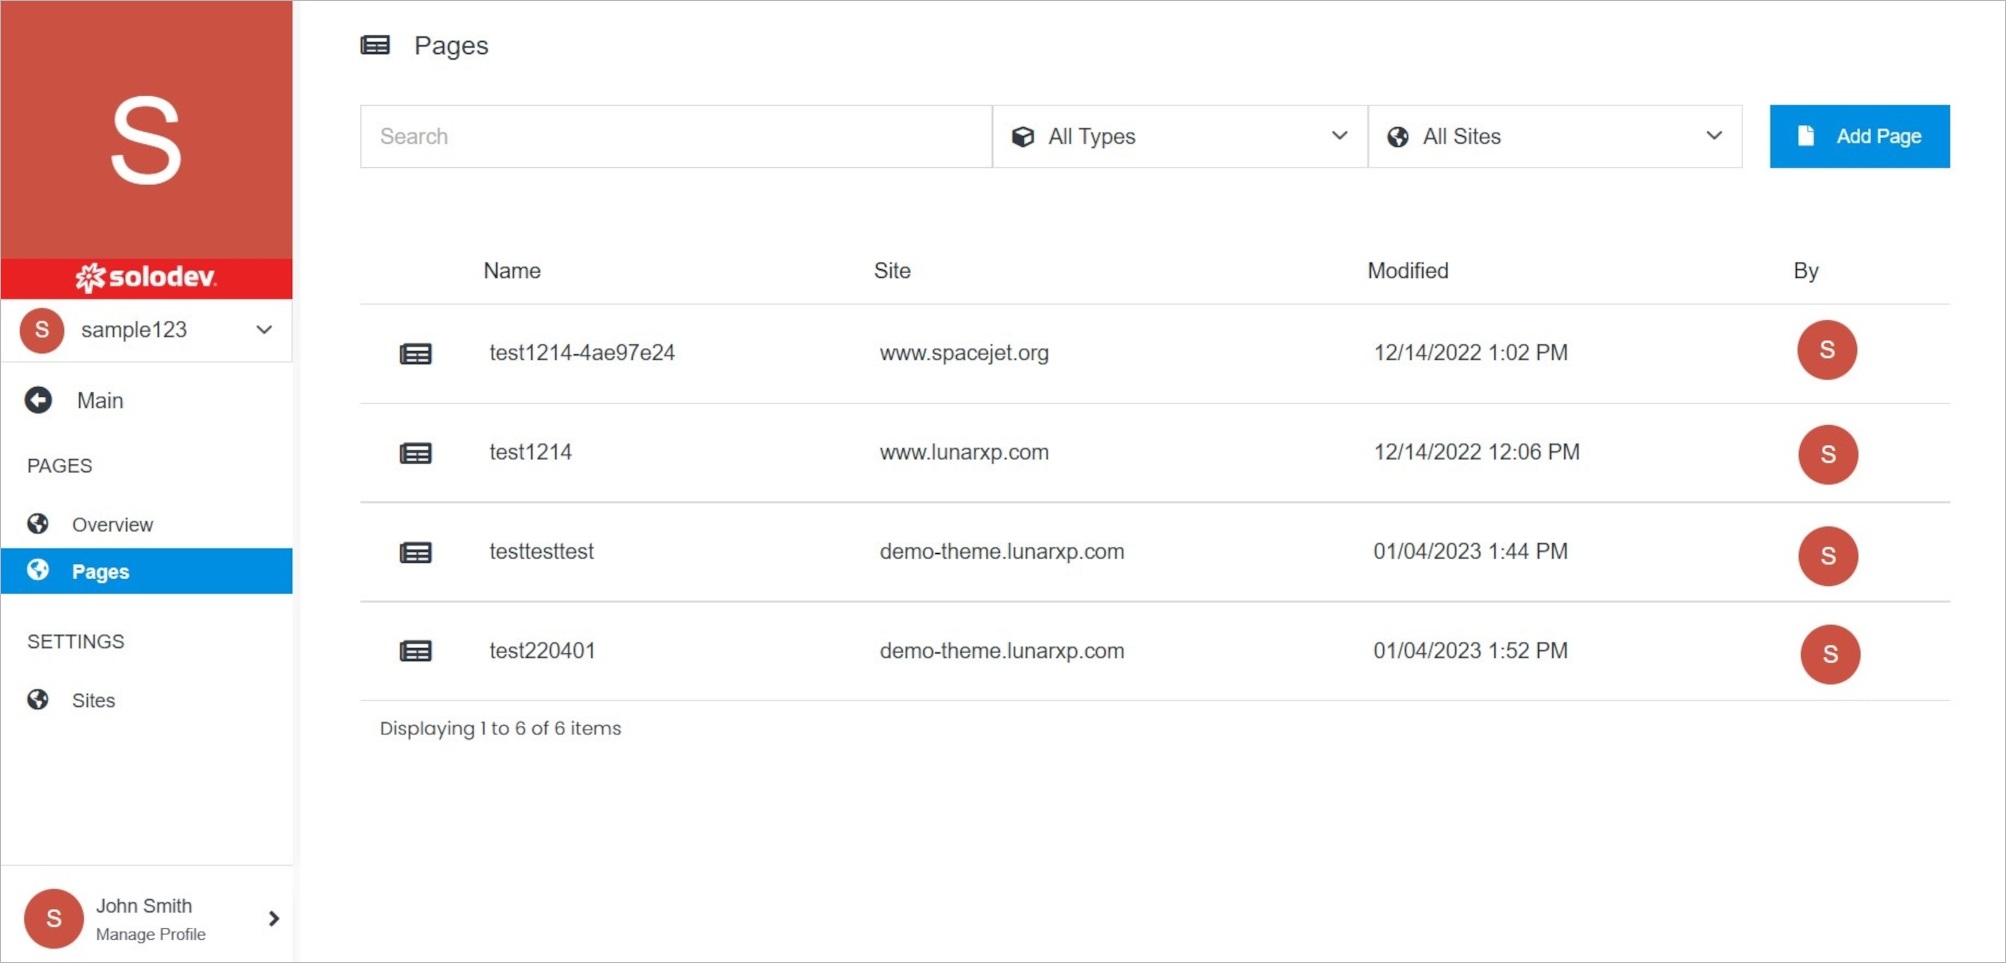 S
solodev
S sample123
Main
PAGES
Overview
Pages
SETTINGS
Sites
S John Smith
Manage Profile
Pages
Search All Types All Sites Add Page
Name Site Modified By
test1214-4ae97e24 www.spacejet.org 12/14/2022 1:02 PM S
test1214 www.lunarxp.com 12/14/2022 12:06 PM S
testtesttest demo-theme.lunarxp.com 01/04/2023 1:44 PM S
test220401 demo-theme.lunarxp.com 01/04/2023 1:52 PM S
Displaying 1 to 6 of 6 items